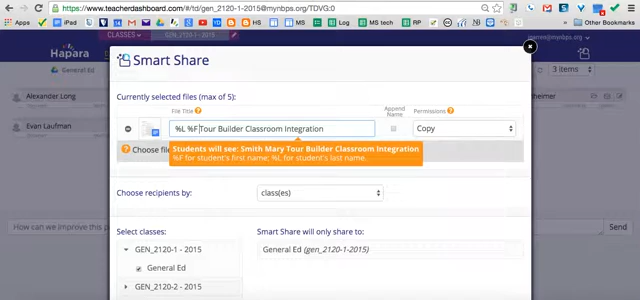 https://www.teacherdashboard.com/#/td/gen_2120-1-2015@mynbps.org/TDVG:0
Apps
MS tech
HS tech
RT
MS
Other Bookmarks
CLASSES
GEN_2120-1 - 2015
Hapara
General Ed
3 items
Alexander Long
Evan Laufman
How can we improve this pa
Send
Smart Share
Currently selected files (max of 5):
File Title
Append Name
Permissions
%L %F Tour Builder Classroom Integration
Copy
Students will see: Smith Mary Tour Builder Classroom Integration
%F for student's first name; %L for student's last name.
Choose fil
Choose recipients by:
class(es)
Select classes:
Smart Share will only share to:
GEN_2120-1 - 2015
General Ed (gen_2120-1-2015)
General Ed
GEN_2120-2 - 2015